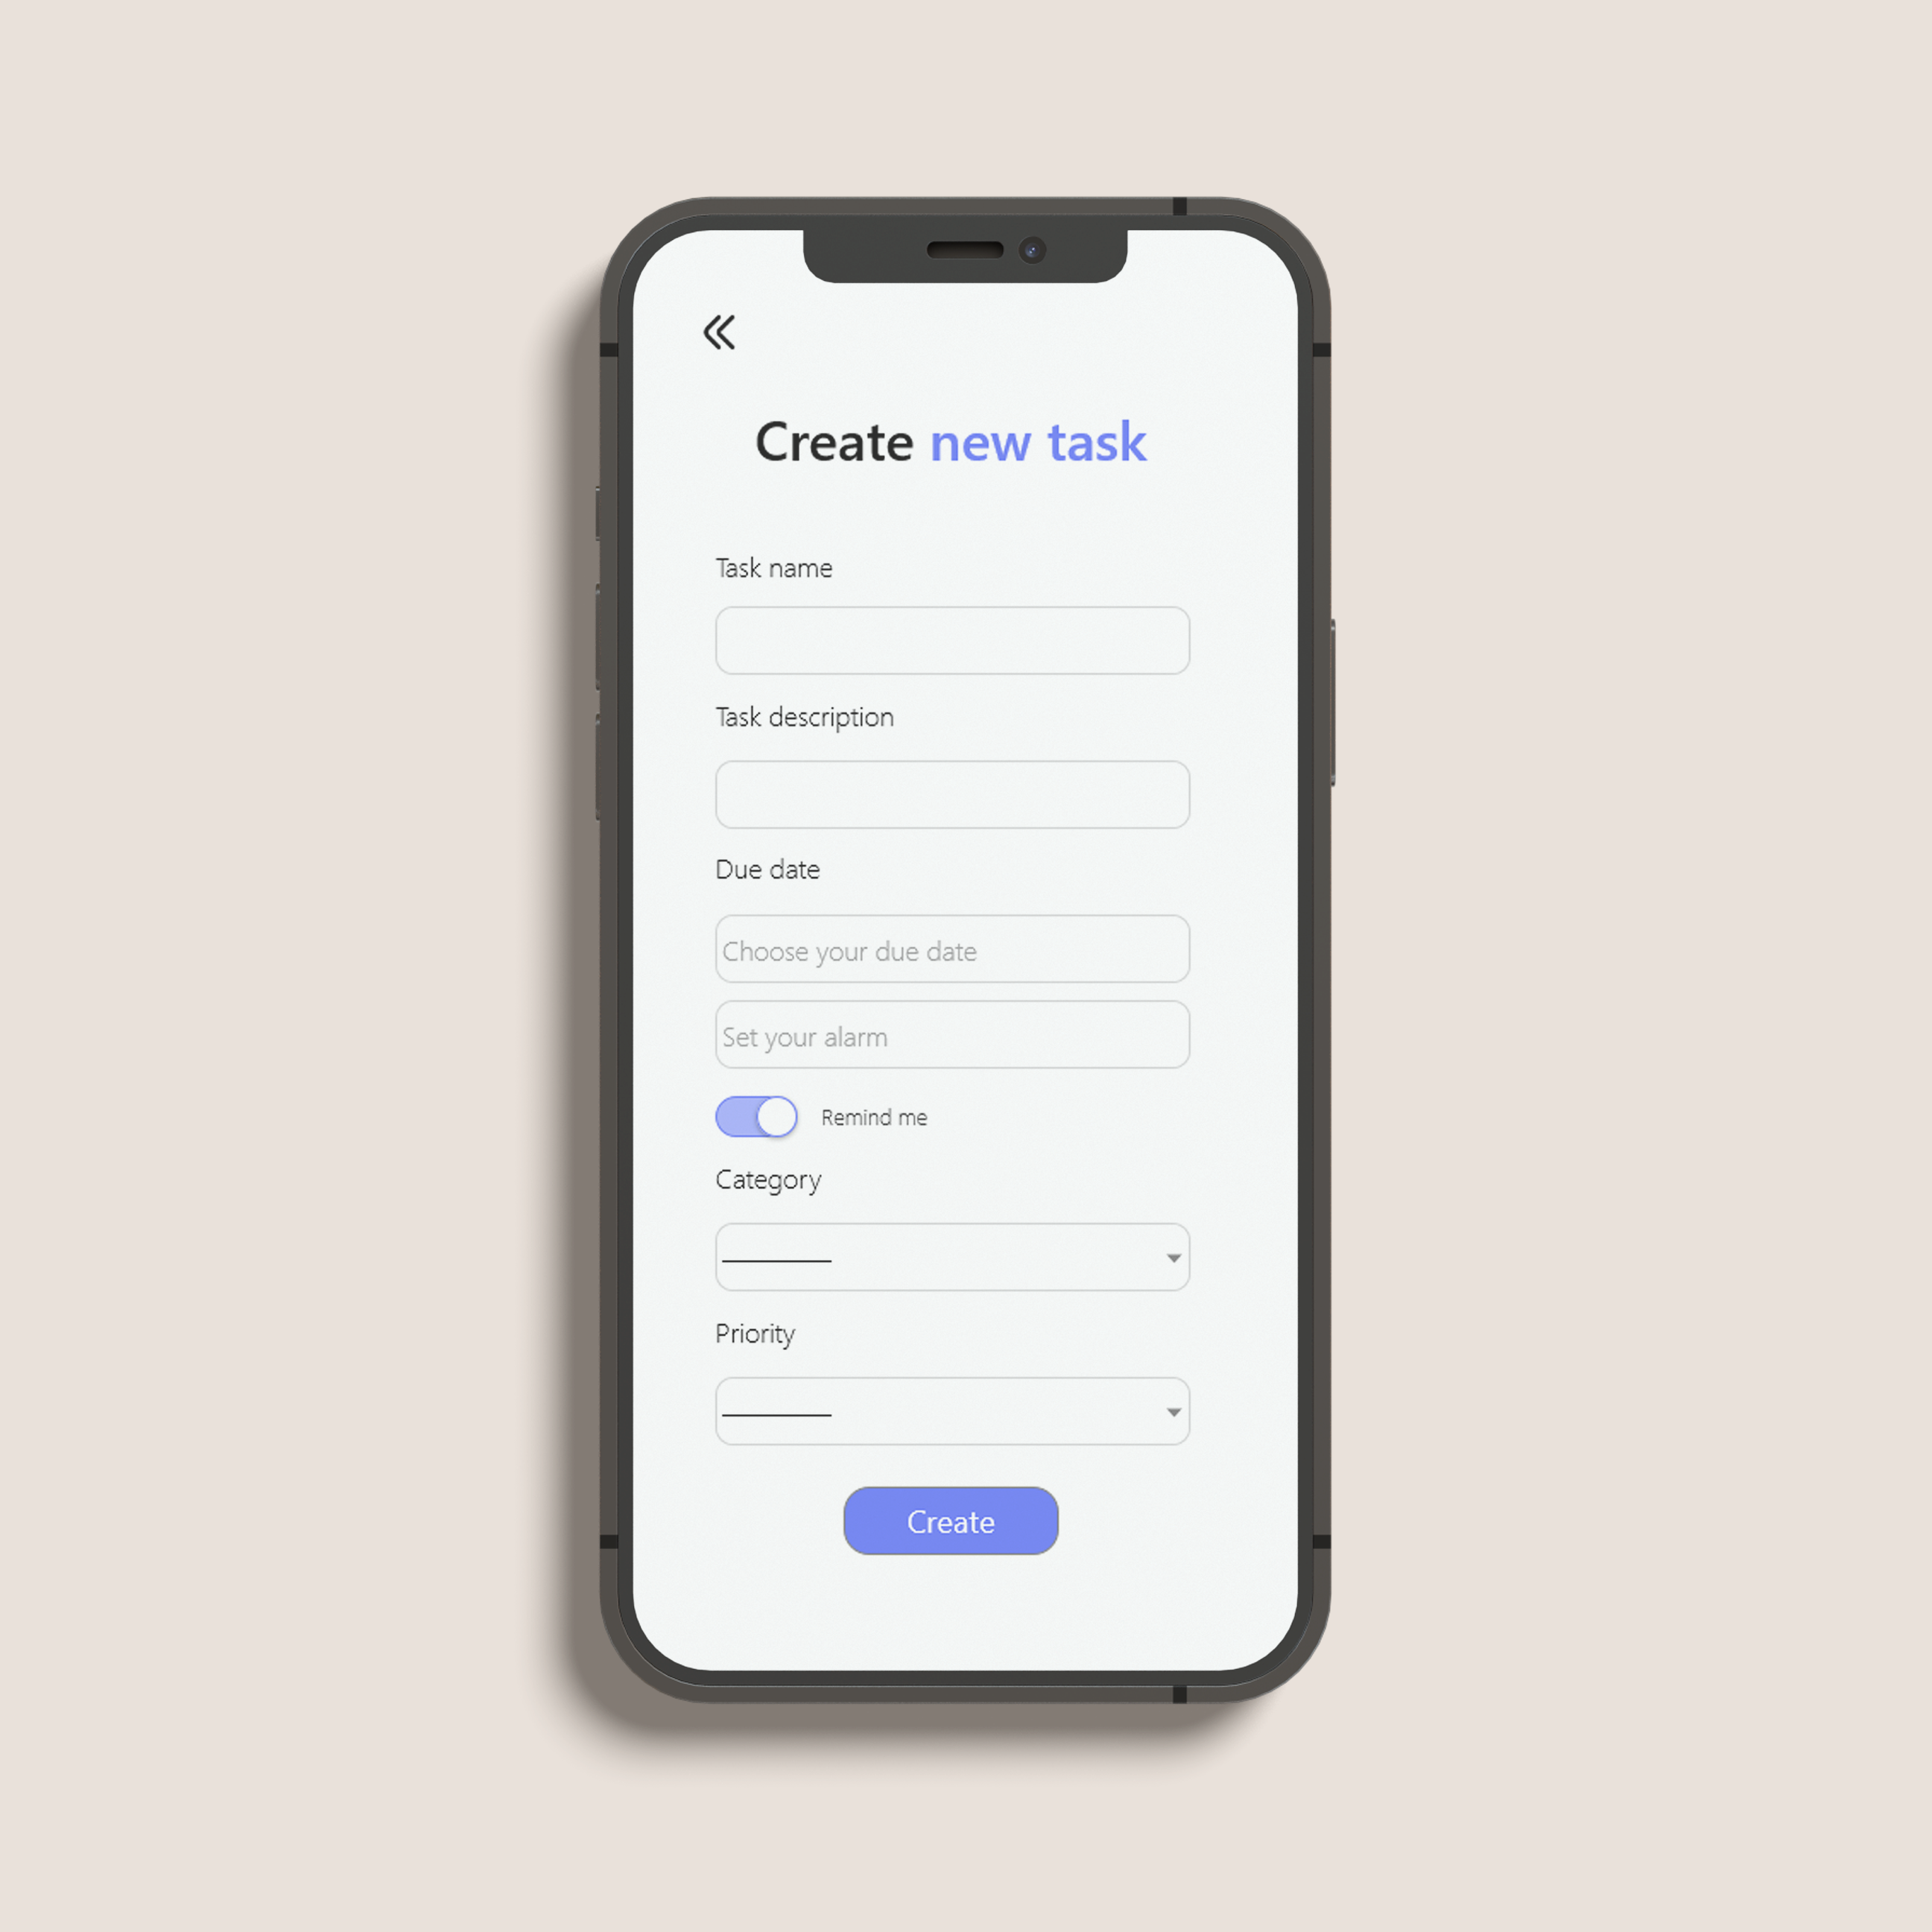 Create new task
Task name
Task description
Due date
Choose your due date
Set your alarm
Remind me
Category
Priority
Create